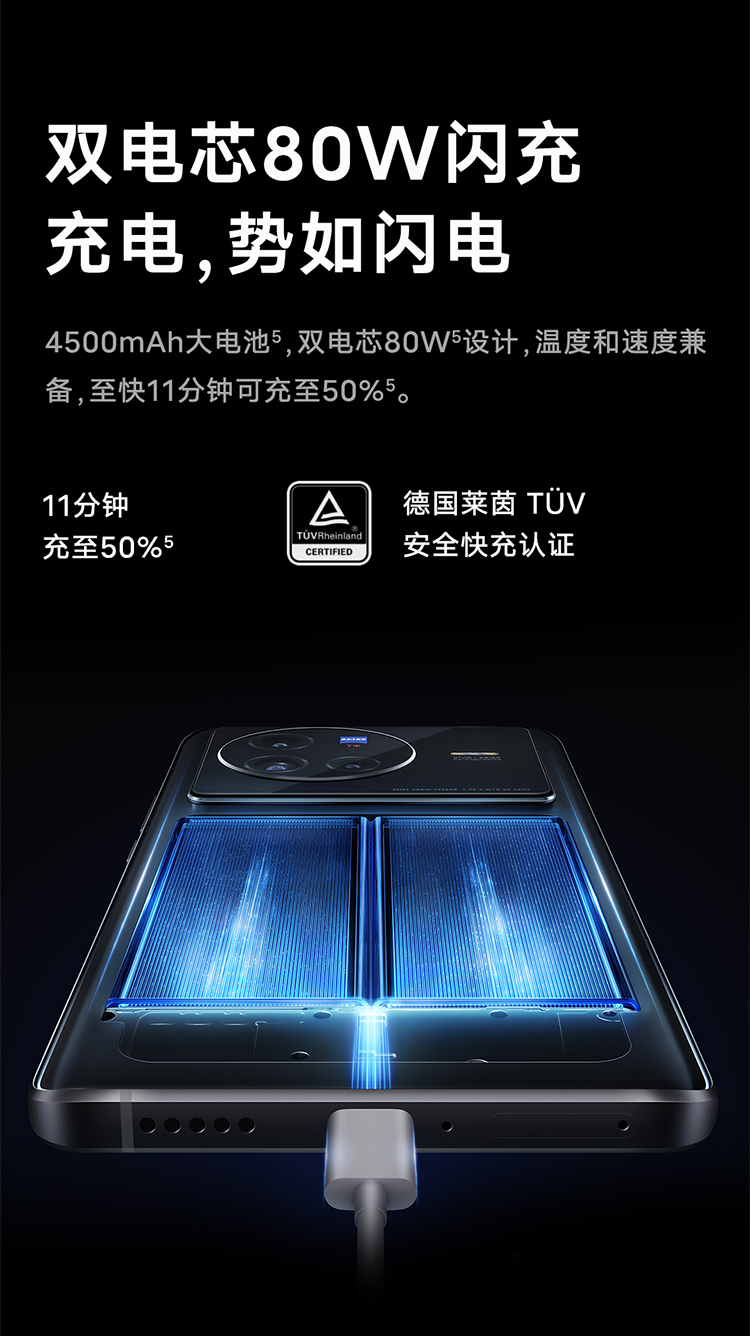 双电芯80W闪充
充电,势如闪电
4500mAh大电池⁵,双电芯80W⁵设计,温度和速度兼
备,至快11分钟可充至50%⁵。
11分钟
充至50%⁵
TÜVRheinland®
CERTIFIED
德国莱茵 TÜV
安全快充认证
ZEISS
T*